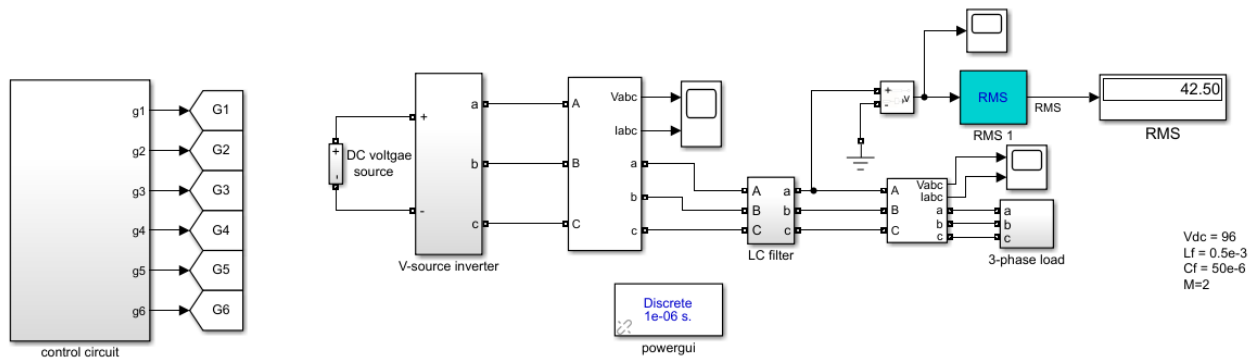 g1
G1
g2
G2
g3
G3
g4
G4
g5
G5
g6
G6
control circuit
+
-
DC voltgae
source
+
-
a
b
c
V-source inverter
A
B
C
Vabc
Iabc
a
b
c
A
B
C
a
b
c
LC filter
+
-
v
RMS
RMS 1
RMS
42.50
RMS
A
B
C
Vabc
Iabc
a
b
c
a
b
c
3-phase load
Vdc = 96
Lf = 0.5e-3
Cf = 50e-6
M=2
Discrete
1e-06 s.
powergui